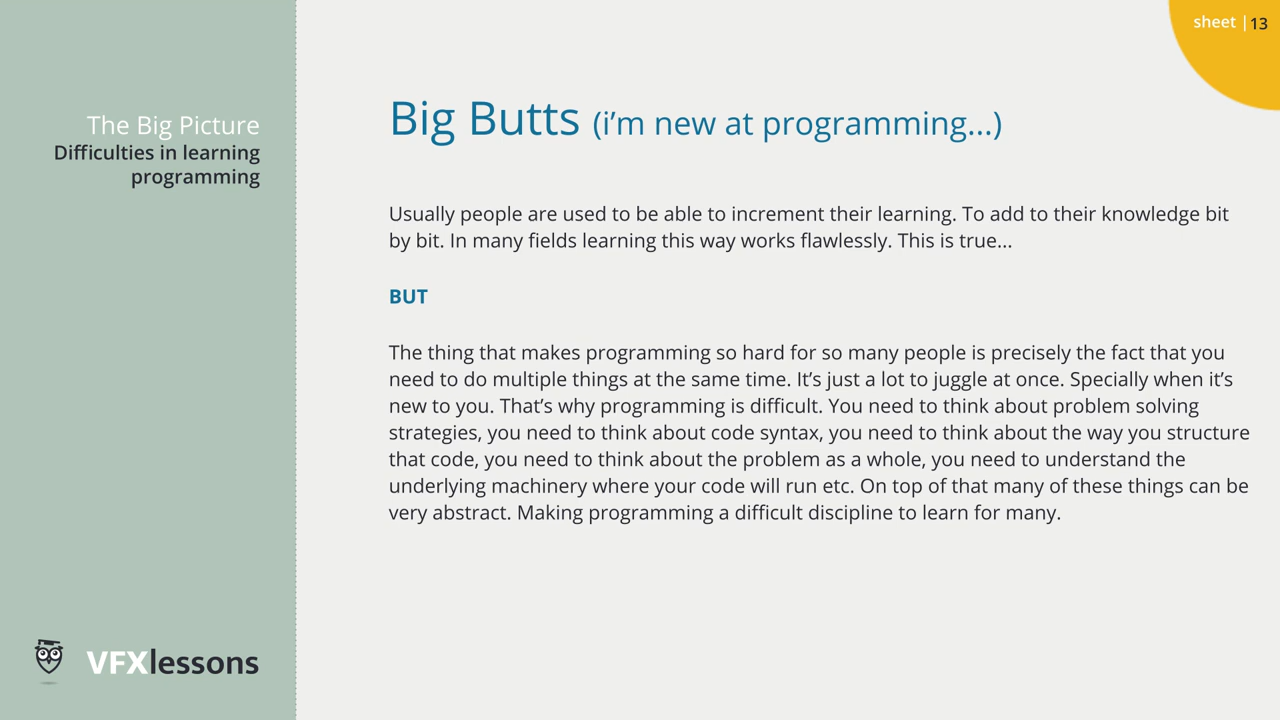 sheet |13
The Big Picture
Difficulties in learning
programming
Big Butts (i’m new at programming...)
Usually people are used to be able to increment their learning. To add to their knowledge bit
by bit. In many fields learning this way works flawlessly. This is true...
BUT
The thing that makes programming so hard for so many people is precisely the fact that you
need to do multiple things at the same time. It’s just a lot to juggle at once. Specially when it’s
new to you. That’s why programming is difficult. You need to think about problem solving
strategies, you need to think about code syntax, you need to think about the way you structure
that code, you need to think about the problem as a whole, you need to understand the
underlying machinery where your code will run etc. On top of that many of these things can be
very abstract. Making programming a difficult discipline to learn for many.
VFXlessons